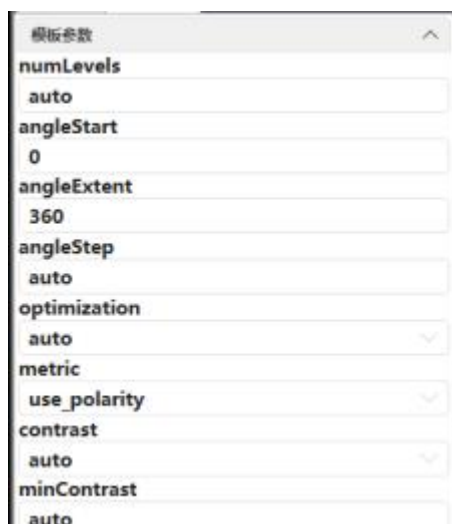 模板参数
numLevels
auto
angleStart
0
angleExtent
360
angleStep
auto
optimization
auto
metric
use_polarity
contrast
auto
minContrast
auto